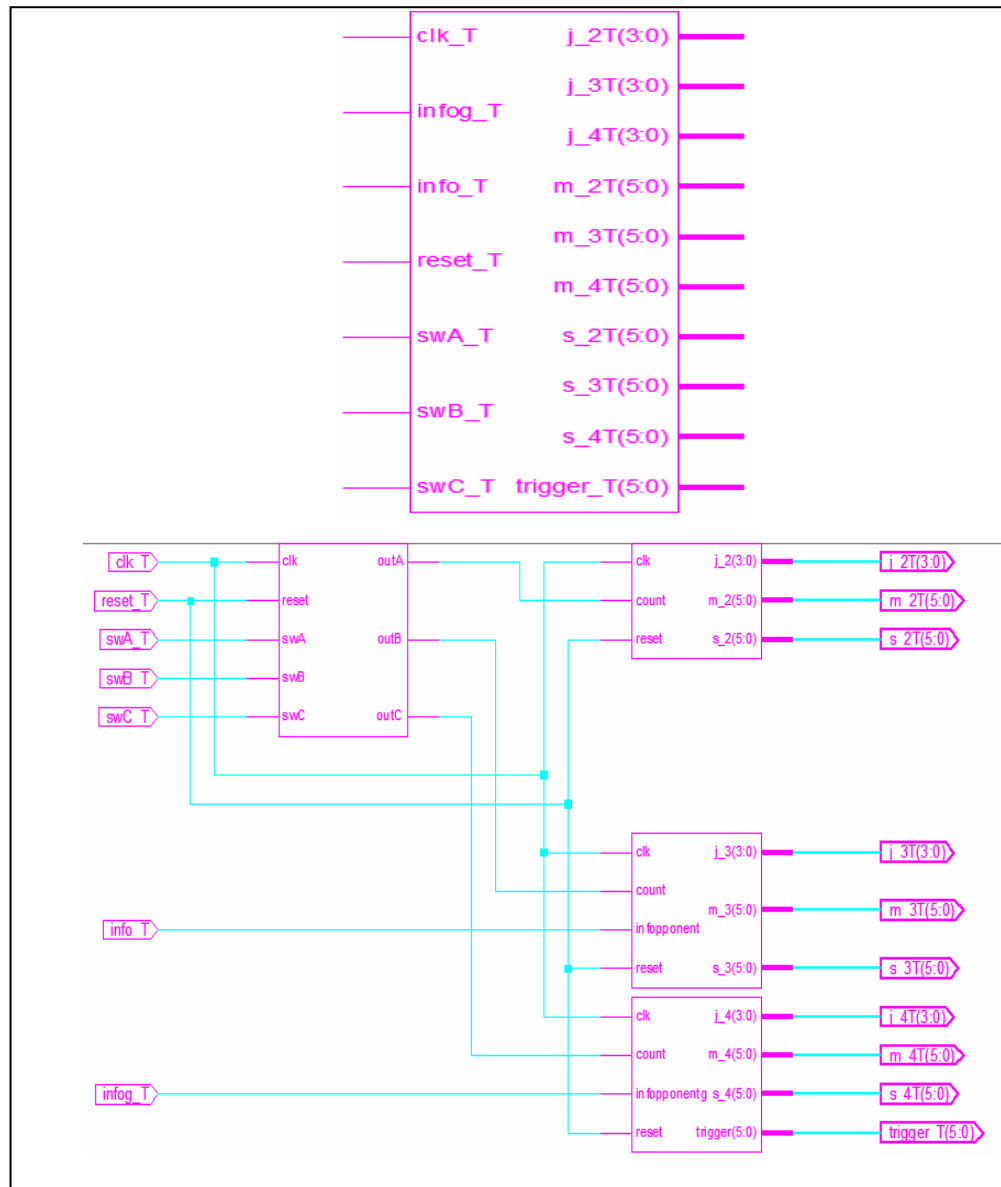 clk_T j_2T(3:0)
j_3T(3:0)
infog_T
j_4T(3:0)
info_T m_2T(5:0)
m_3T(5:0)
reset_T
m_4T(5:0)
swA_T s_2T(5:0)
s_3T(5:0)
swB_T
s_4T(5:0)
swC_T trigger_T(5:0)
clk_T clk outA clk j_2(3:0) j_2T(3:0)
reset_T reset count m_2(5:0) m_2T(5:0)
swA_T swA outB reset s_2(5:0) s_2T(5:0)
swB_T swB
swC_T swC outC
clk j_3(3:0) j_3T(3:0)
count
m_3(5:0) m_3T(5:0)
info_T infopponent
reset s_3(5:0) s_3T(5:0)
clk j_4(3:0) j_4T(3:0)
count m_4(5:0) m_4T(5:0)
infog_T infopponentg s_4(5:0) s_4T(5:0)
reset trigger(5:0) trigger_T(5:0)